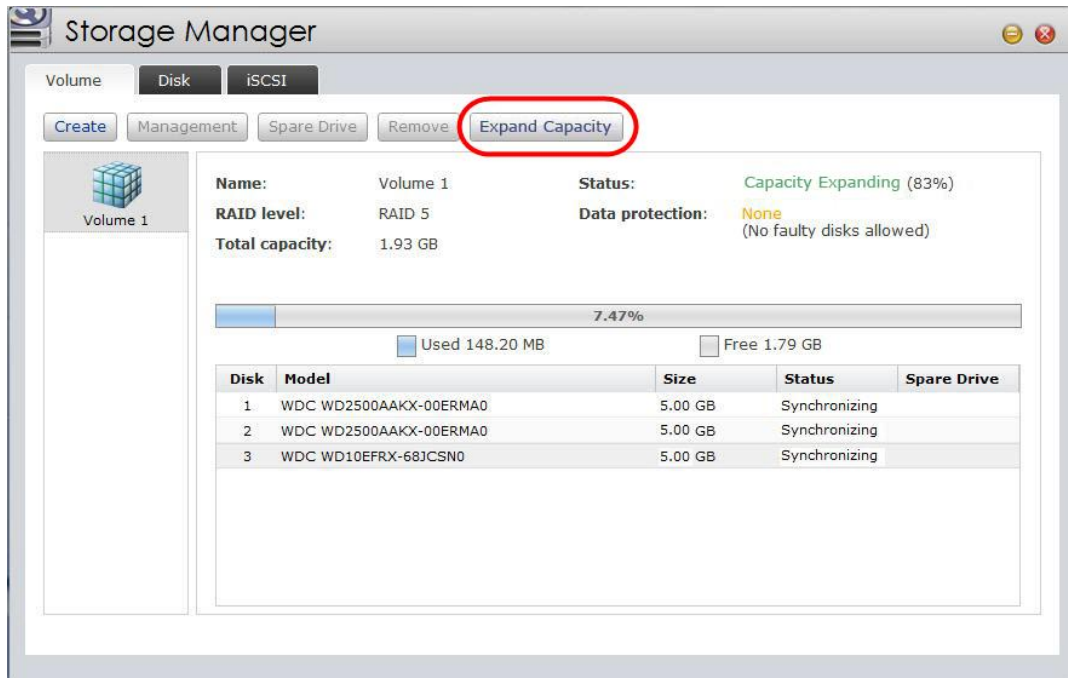 Storage Manager
Volume Disk iSCSI
Create Management Spare Drive Remove Expand Capacity
Volume 1
Name: Volume 1 Status: Capacity Expanding (83%)
RAID level: RAID 5 Data protection: None
(No faulty disks allowed)
Total capacity: 1.93 GB
7.47%
Used 148.20 MB Free 1.79 GB
Disk Model Size Status Spare Drive
1 WDC WD2500AAKX-00ERMA0 5.00 GB Synchronizing
2 WDC WD2500AAKX-00ERMA0 5.00 GB Synchronizing
3 WDC WD10EFRX-68JCSN0 5.00 GB Synchronizing